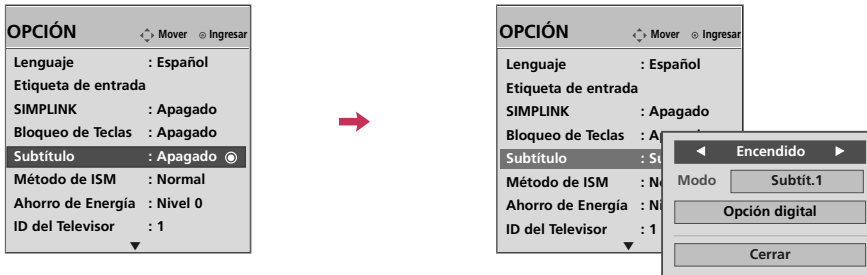 OPCIÓN Mover Ingresar
Lenguaje : Español
Etiqueta de entrada
SIMPLINK : Apagado
Bloqueo de Teclas : Apagado
Subtítulo : Apagado
Método de ISM : Normal
Ahorro de Energía : Nivel 0
ID del Televisor : 1
OPCIÓN Mover Ingresar
Lenguaje : Español
Etiqueta de entrada
SIMPLINK : Apagado
Bloqueo de Teclas :
Subtítulo :
Método de ISM :
Ahorro de Energía :
ID del Televisor : 1
Encendido
Modo Subtít.1
Opción digital
Cerrar